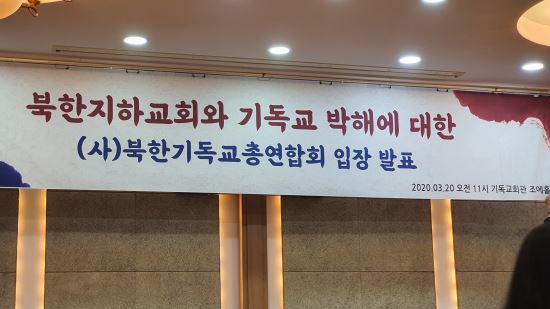 북한지하교회와 기독교 박해에 대한
(사)북한기독교총연합회 입장 발표
2020.03.20 오전 11시 기독교회관 조에홀